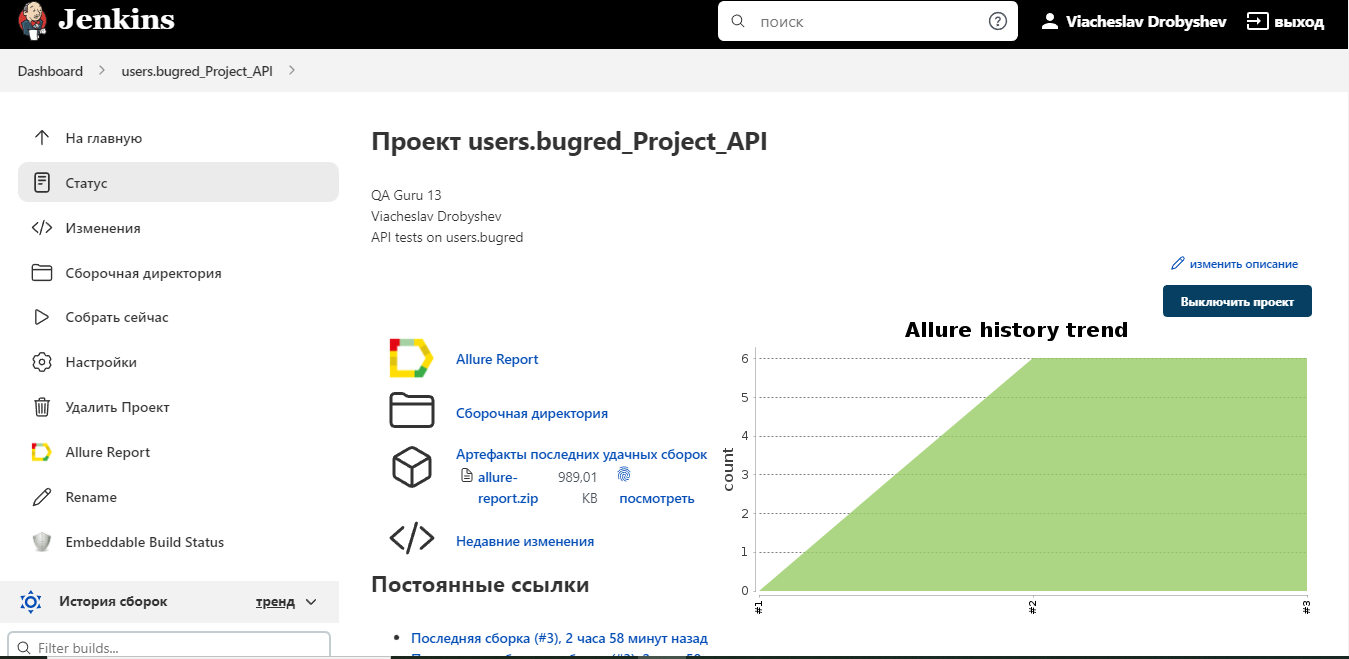 Jenkins
поиск
Viacheslav Drobyshev
выход
Dashboard
users.bugred_Project_API
На главную
Статус
Изменения
Сборочная директория
Собрать сейчас
Настройки
Удалить Проект
Allure Report
Rename
Embeddable Build Status
История сборок
тренд
Filter builds...
Проект users.bugred_Project_API
QA Guru 13
Viacheslav Drobyshev
API tests on users.bugred
изменить описание
Выключить проект
Allure Report
Сборочная директория
Артефакты последних удачных сборок
allure-
report.zip
989,01
KB
посмотреть
Недавние изменения
Allure history trend
count
6
5
4
3
2
1
0
#1
#2
#3
Постоянные ссылки
Последняя сборка (#3), 2 часа 58 минут назад